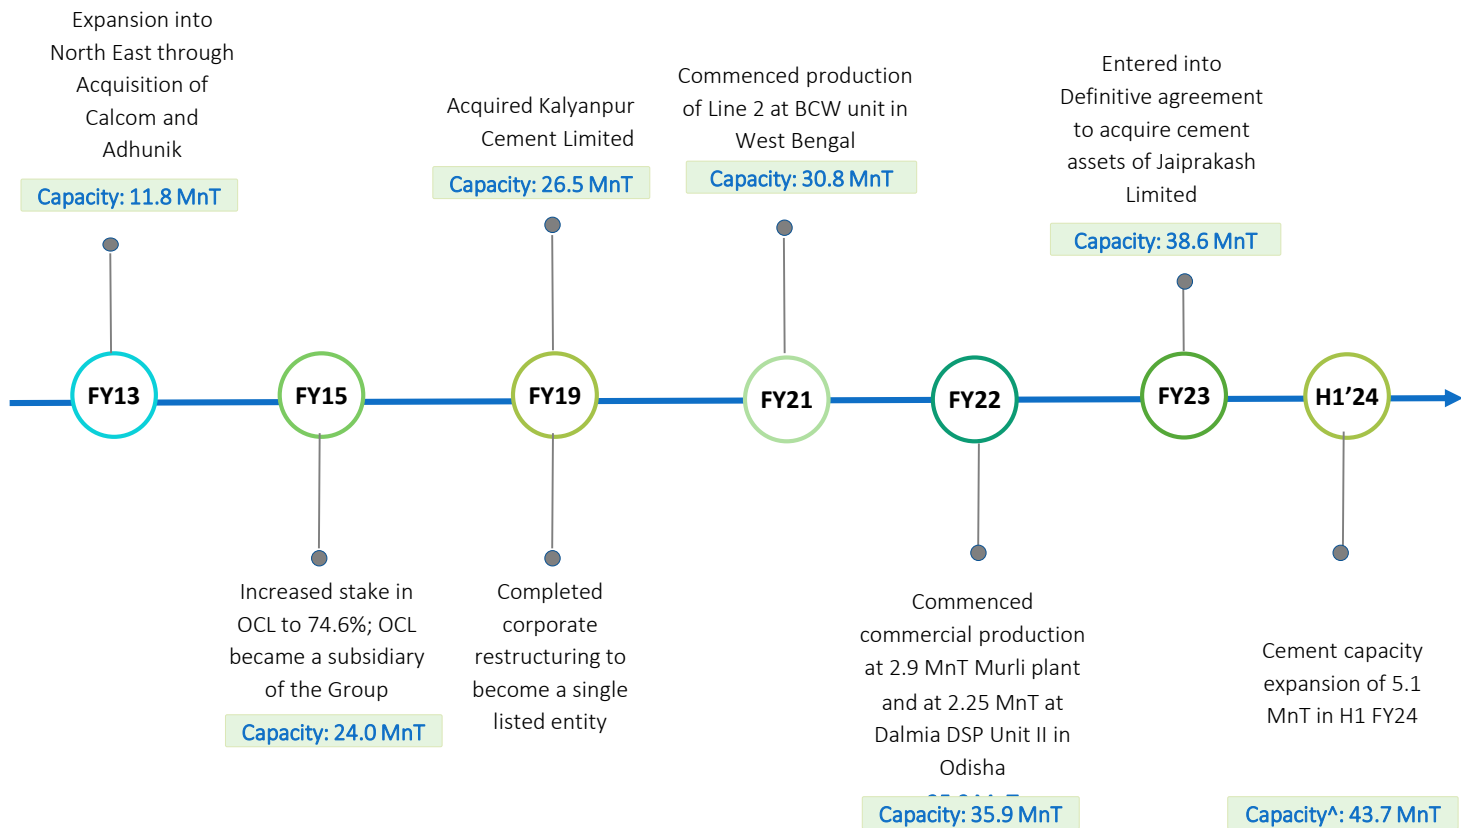 Expansion into
North East through
Acquisition of
Calcom and
Adhunik
Capacity: 11.8 MnT
Acquired Kalyanpur
Cement Limited
Capacity: 26.5 MnT
Commenced production
of Line 2 at BCW unit in
West Bengal
Capacity: 30.8 MnT
Entered into
Definitive agreement
to acquire cement
assets of Jaiprakash
Limited
Capacity: 38.6 MnT
FY13
FY15
FY19
FY21
FY22
FY23
H1’24
Increased stake in
OCL to 74.6%; OCL
became a subsidiary
of the Group
Capacity: 24.0 MnT
Completed
corporate
restructuring to
become a single
listed entity
Commenced
commercial production
at 2.9 MnT Murli plant
and at 2.25 MnT at
Dalmia DSP Unit II in
Odisha
Capacity: 35.9 MnT
Cement capacity
expansion of 5.1
MnT in H1 FY24
Capacity^: 43.7 MnT